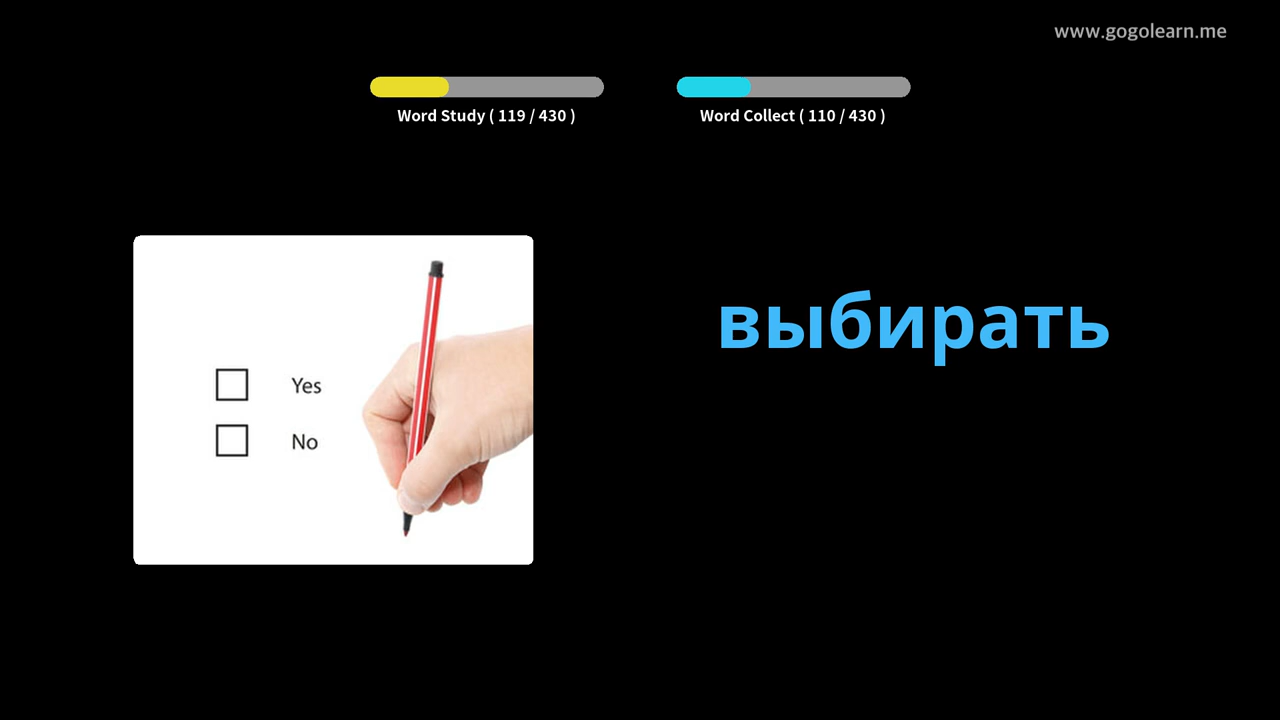 www.gogolearn.me
Word Study ( 119 / 430 )
Word Collect ( 110 / 430 )
Yes
No
выбирать